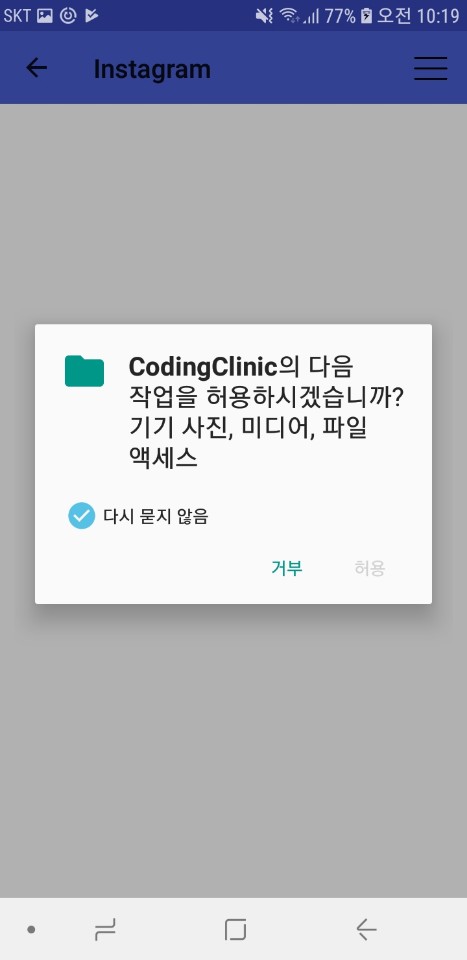 SKT 77% 오전 10:19
Instagram
CodingClinic의 다음
작업을 허용하시겠습니까?
기기 사진, 미디어, 파일
액세스
다시 묻지 않음
거부 허용